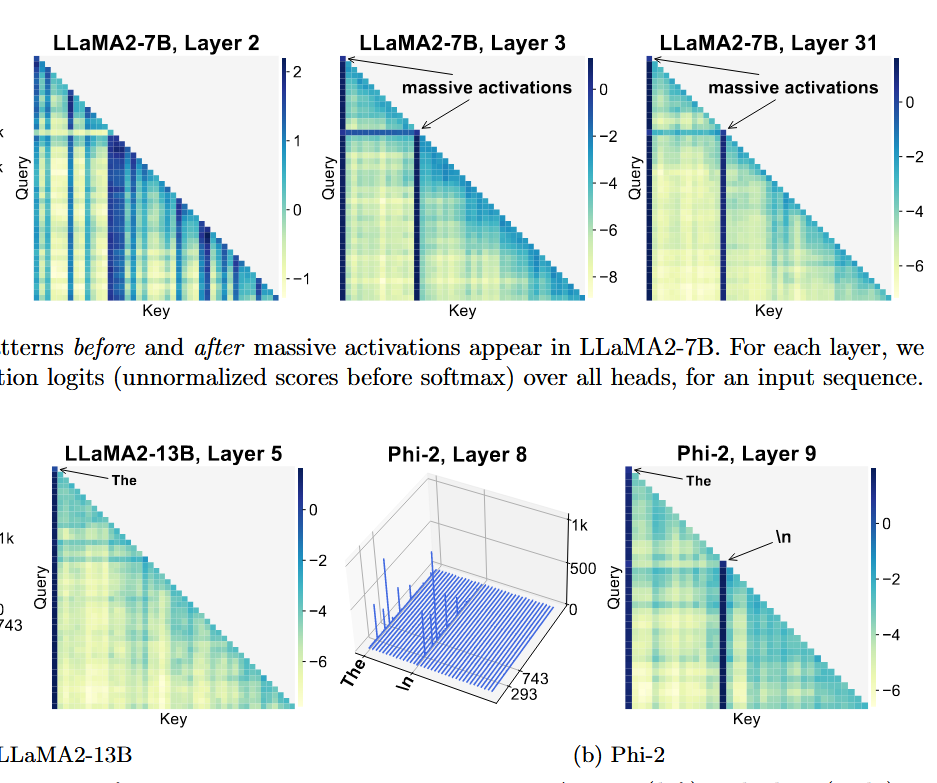 LLaMA2-7B, Layer 2
LLaMA2-7B, Layer 3
LLaMA2-7B, Layer 31
massive activations
massive activations
k
k
Query
Query
Query
2
1
0
−1
0
−2
−4
−6
−8
0
−2
−4
−6
Key
Key
Key
tterns before and after massive activations appear in LLaMA2-7B. For each layer, we
tion logits (unnormalized scores before softmax) over all heads, for an input sequence.
LLaMA2-13B, Layer 5
Phi-2, Layer 8
Phi-2, Layer 9
The
The
\n
1k
0
743
Query
0
−2
−4
−6
1k
500
0
743
293
The
\n
Query
0
−2
−4
−6
Key
Key
LLaMA2-13B
(b) Phi-2